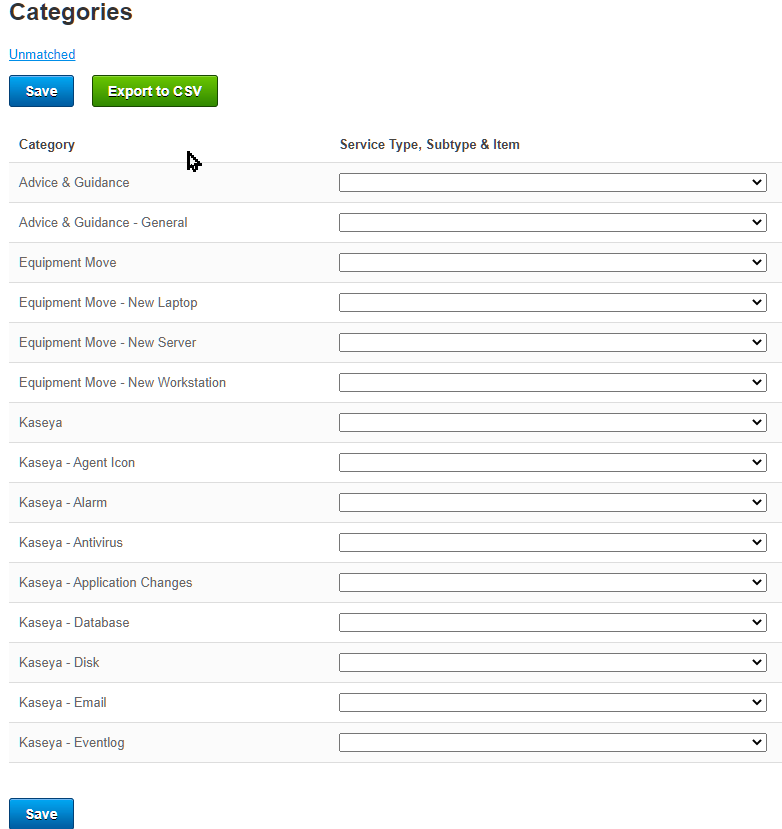 Categories
Unmatched
Save Export to CSV
Category Service Type, Subtype & Item
Advice & Guidance
Advice & Guidance - General
Equipment Move
Equipment Move - New Laptop
Equipment Move - New Server
Equipment Move - New Workstation
Kaseya
Kaseya - Agent Icon
Kaseya - Alarm
Kaseya - Antivirus
Kaseya - Application Changes
Kaseya - Database
Kaseya - Disk
Kaseya - Email
Kaseya - Eventlog
Save